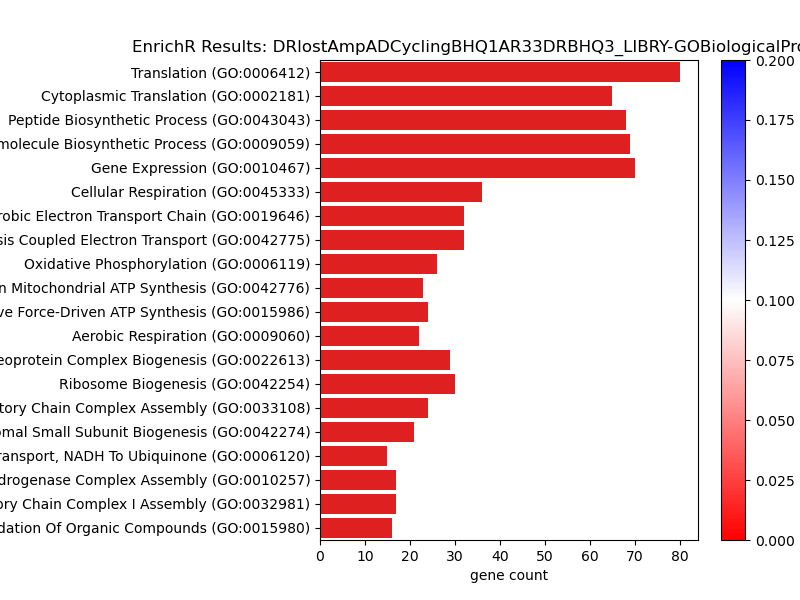 EnrichR Results: DRlostAmpADCyclingBHQ1AR33DRBHQ3_LIBRY-GOBiologicalPro
Translation (GO:0006412)
Cytoplasmic Translation (GO:0002181)
Peptide Biosynthetic Process (GO:0043043)
molecule Biosynthetic Process (GO:0009059)
Gene Expression (GO:0010467)
Cellular Respiration (GO:0045333)
robic Electron Transport Chain (GO:0019646)
sis Coupled Electron Transport (GO:0042775)
Oxidative Phosphorylation (GO:0006119)
n Mitochondrial ATP Synthesis (GO:0042776)
ve Force-Driven ATP Synthesis (GO:0015986)
Aerobic Respiration (GO:0009060)
eoprotein Complex Biogenesis (GO:0022613)
Ribosome Biogenesis (GO:0042254)
tory Chain Complex Assembly (GO:0033108)
omal Small Subunit Biogenesis (GO:0042274)
ransport, NADH To Ubiquinone (GO:0006120)
ydrogenase Complex Assembly (GO:0010257)
ory Chain Complex I Assembly (GO:0032981)
dation Of Organic Compounds (GO:0015980)
0 10 20 30 40 50 60 70 80
gene count
0.200
0.175
0.150
0.125
0.100
0.075
0.050
0.025
0.000